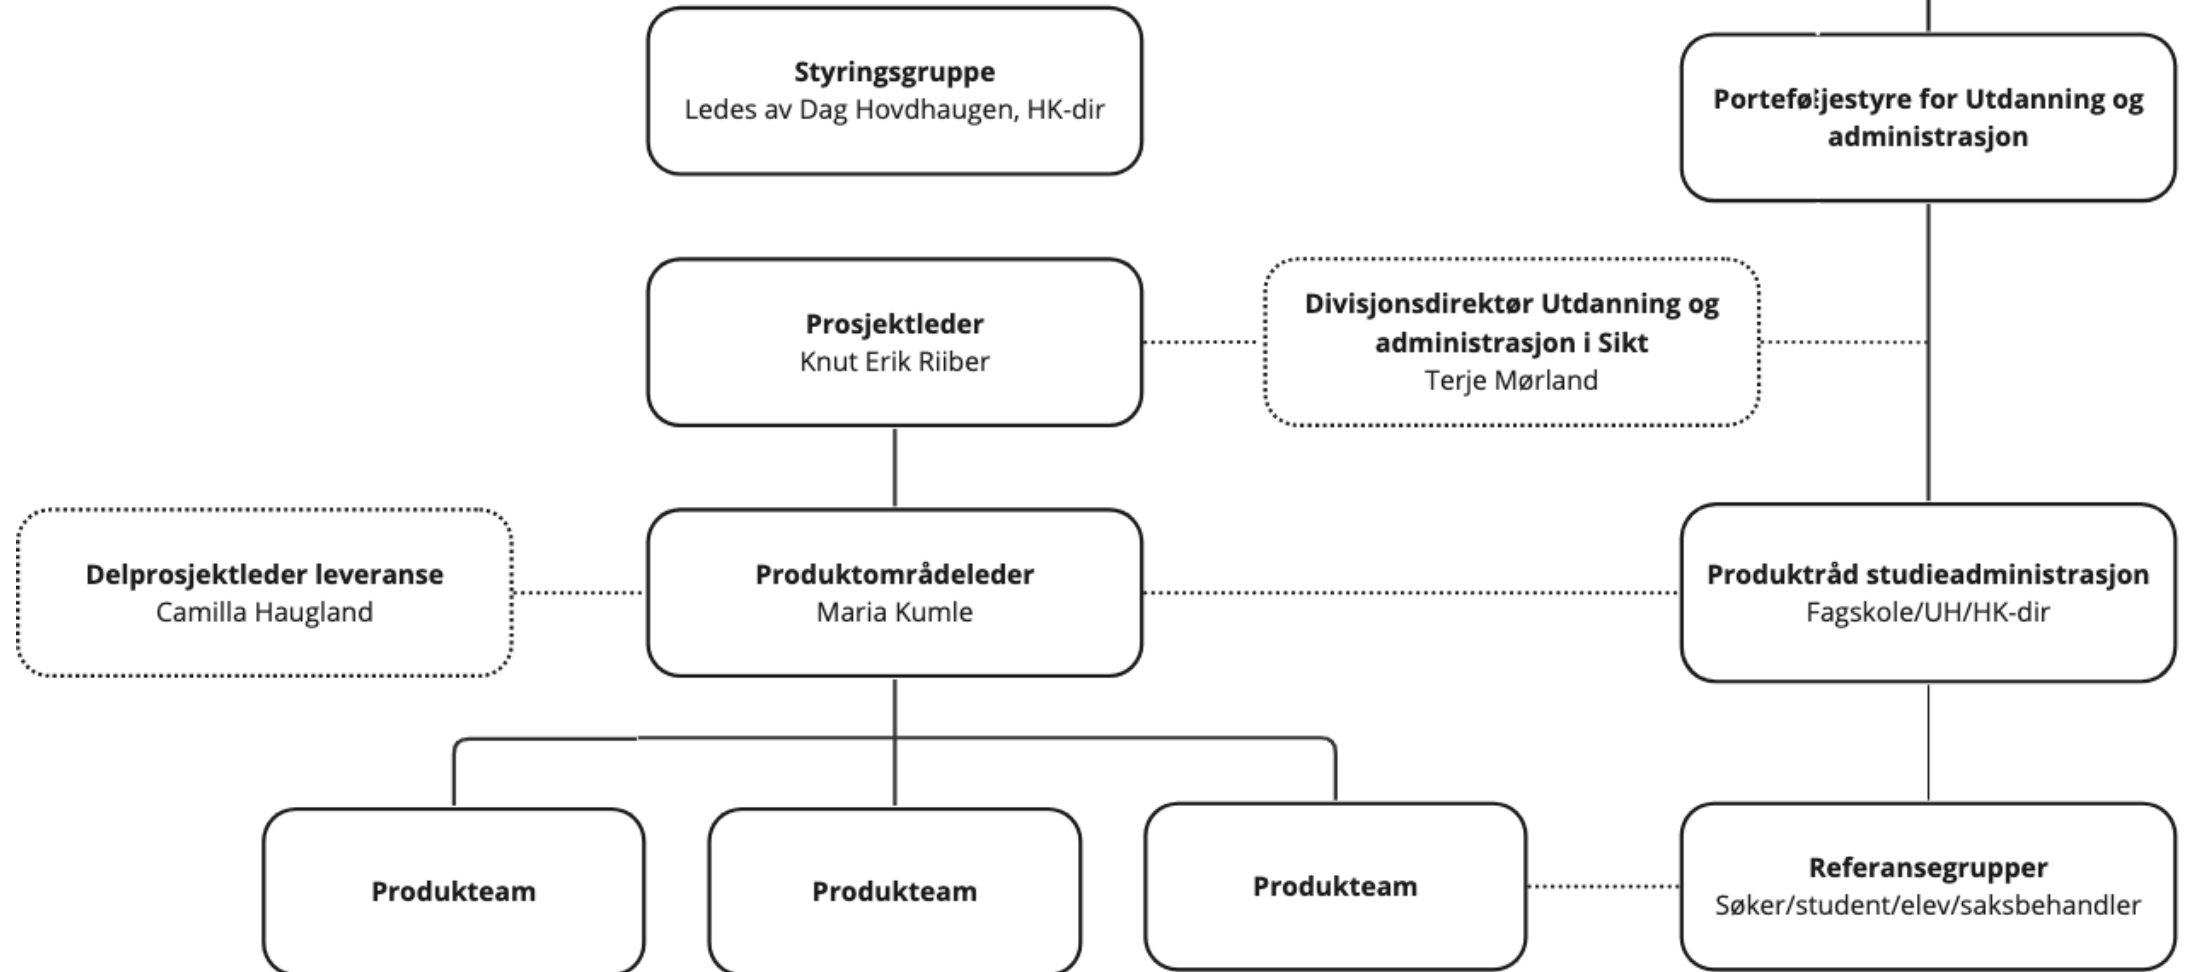 Styringsgruppe
Ledes av Dag Hovdhaugen, HK-dir
Porteføljestyre for Utdanning og
administrasjon
Prosjektleder
Knut Erik Riiber
Divisjonsdirektør Utdanning og
administrasjon i Sikt
Terje Mørland
Delprosjektleder leveranse
Camilla Haugland
Produktområdeleder
Maria Kumle
Produktråd studieadministrasjon
Fagskole/UH/HK-dir
Produkteam
Produkteam
Produkteam
Referansegrupper
Søker/student/elev/saksbehandler